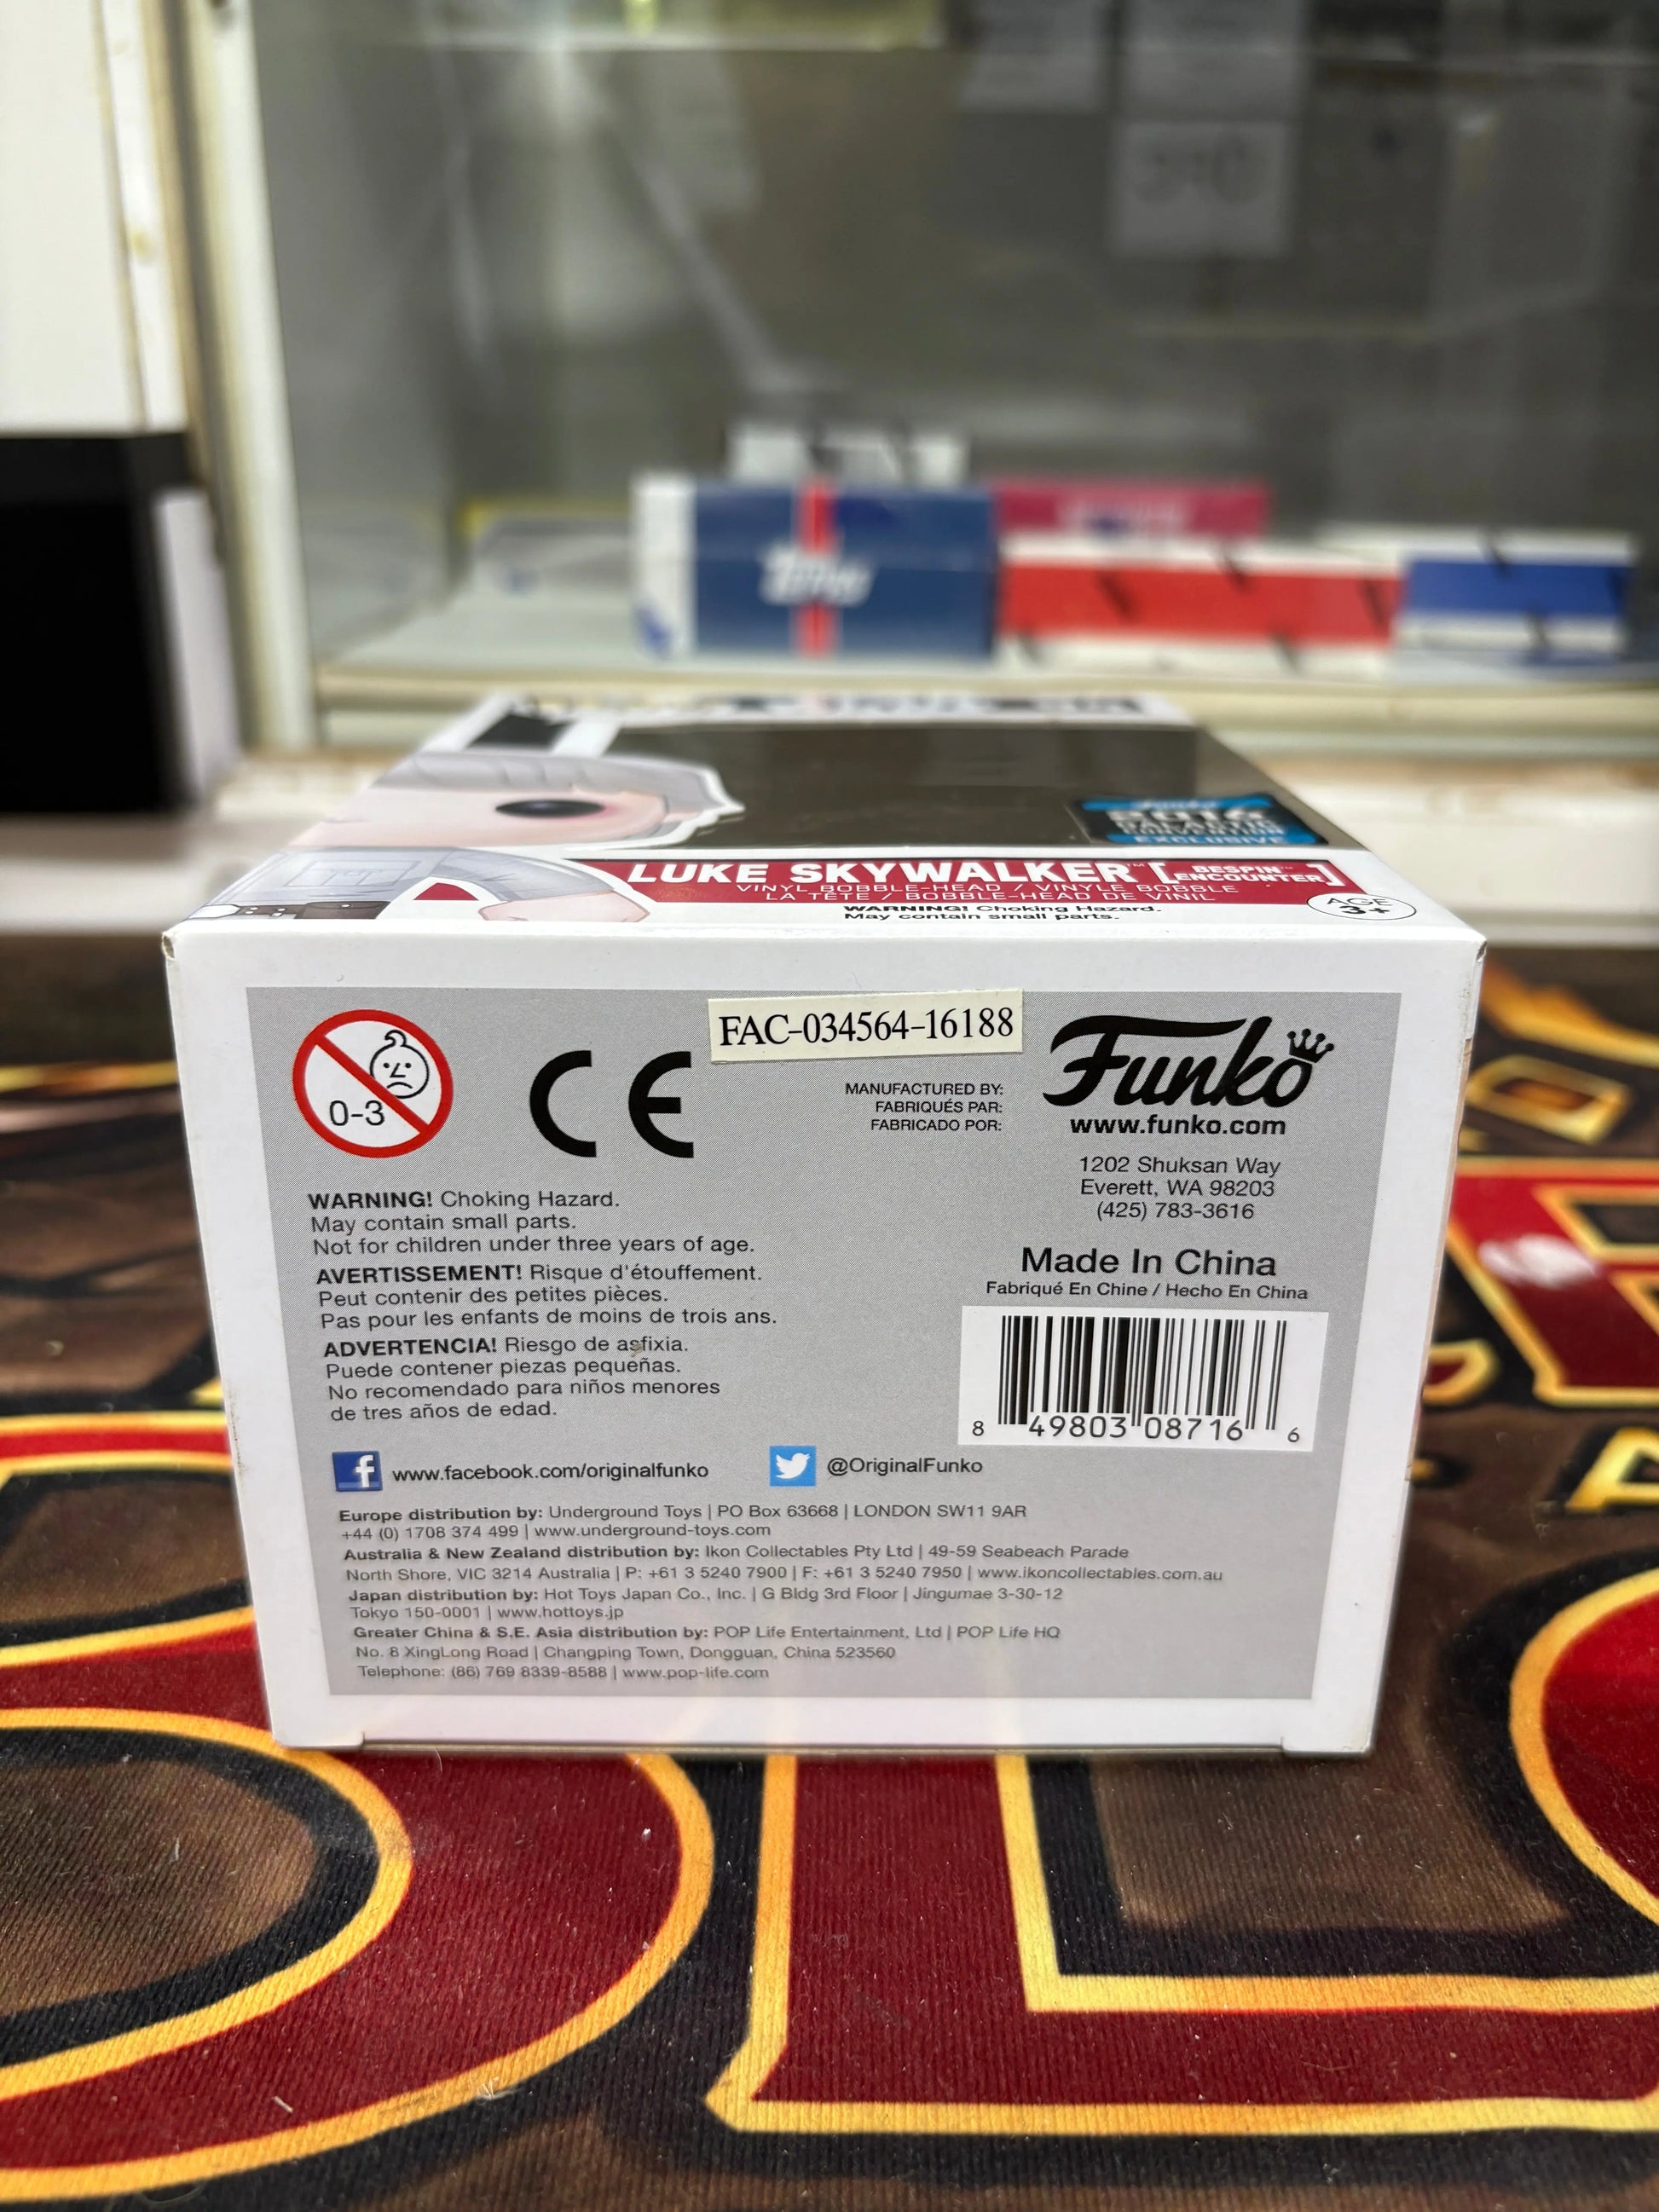 topps
Funko
2016
CONVENTION
EXCLUSIVE
LUKE SKYWALKER™ [BESPIN™ ENCOUNTER]
VINYL BOBBLE-HEAD / VINYLE BOBBLE
LA TÊTE / BOBBLE-HEAD DE VINIL
WARNING! Choking Hazard.
May contain small parts.
AGE
3+
FAC-034564-16188
0-3
CE
MANUFACTURED BY:
FABRIQUÉS PAR:
FABRICADO POR:
Funko
www.funko.com
1202 Shuksan Way
Everett, WA 98203
(425) 783-3616
WARNING! Choking Hazard.
May contain small parts.
Not for children under three years of age.
AVERTISSEMENT! Risque d'étouffement.
Peut contenir des petites pièces.
Pas pour les enfants de moins de trois ans.
ADVERTENCIA! Riesgo de asfixia.
Puede contener piezas pequeñas.
No recomendado para niños menores
de tres años de edad.
Made In China
Fabriqué En Chine / Hecho En China
8 49803 08716 6
f www.facebook.com/originalfunko
@OriginalFunko
Europe distribution by: Underground Toys | PO Box 63668 | LONDON SW11 9AR
+44 (0) 1708 374 499 | www.underground-toys.com
Australia & New Zealand distribution by: Ikon Collectables Pty Ltd | 49-59 Seabeach Parade
North Shore, VIC 3214 Australia | P: +61 3 5240 7900 | F: +61 3 5240 7950 | www.ikoncollectables.com.au
Japan distribution by: Hot Toys Japan Co., Inc. | G Bldg 3rd Floor | Jingumae 3-30-12
Tokyo 150-0001 | www.hottoys.jp
Greater China & S.E. Asia distribution by: POP Life Entertainment, Ltd | POP Life HQ
No. 8 XingLong Road | Changping Town, Dongguan, China 523560
Telephone: (86) 769 8339-8588 | www.pop-life.com